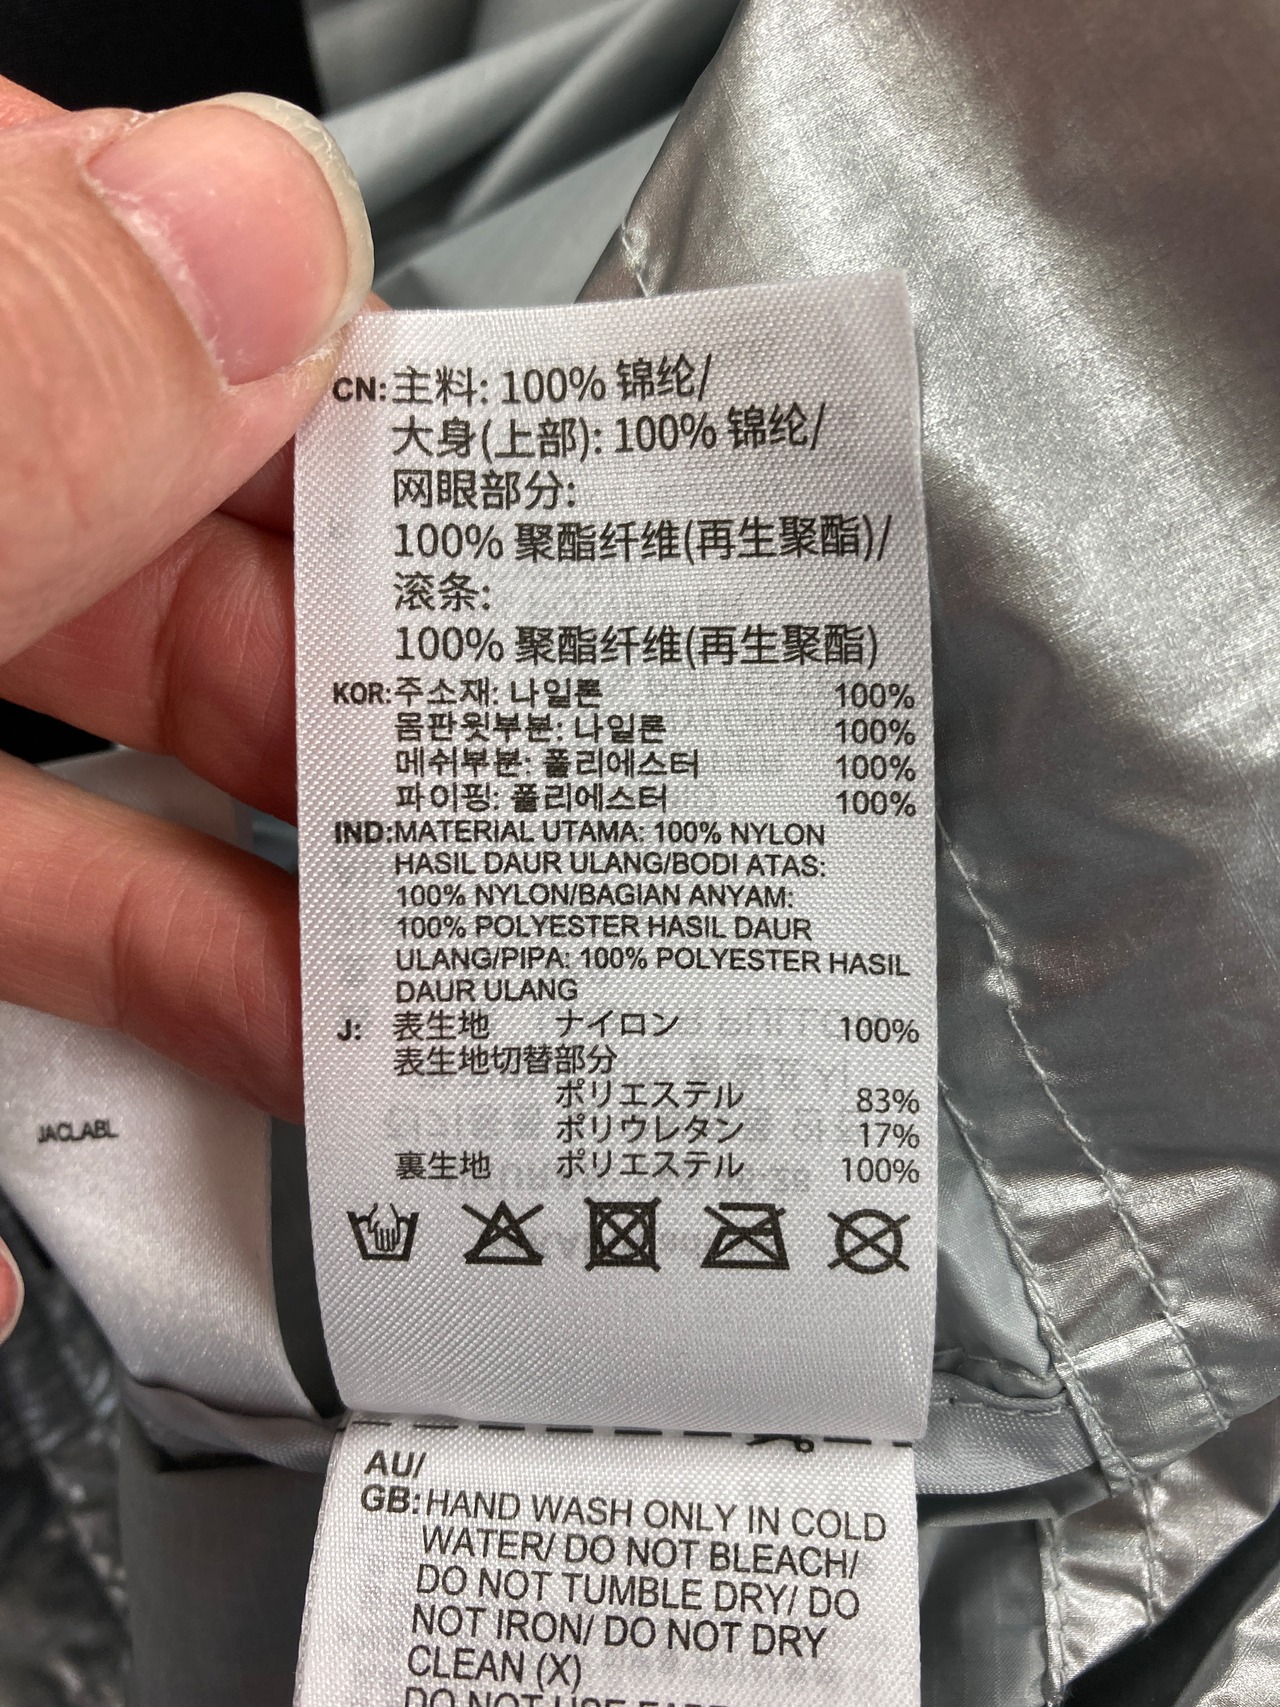 CN: 主料: 100% 锦纶/
大身(上部): 100% 锦纶/
网眼部分:
100% 聚酯纤维(再生聚酯)/
滚条:
100% 聚酯纤维(再生聚酯)
KOR: 주소재: 나일론 100%
몸판윗부분: 나일론 100%
메쉬부분: 폴리에스터 100%
파이핑: 폴리에스터 100%
IND: MATERIAL UTAMA: 100% NYLON
HASIL DAUR ULANG/BODI ATAS:
100% NYLON/BAGIAN ANYAM:
100% POLYESTER HASIL DAUR
ULANG/PIPA: 100% POLYESTER HASIL
DAUR ULANG
J: 表生地 ナイロン 100%
表生地切替部分
ポリエステル 83%
ポリウレタン 17%
裏生地 ポリエステル 100%
JACLABL
AU/
GB: HAND WASH ONLY IN COLD
WATER/ DO NOT BLEACH/
DO NOT TUMBLE DRY/ DO
NOT IRON/ DO NOT DRY
CLEAN (X)
DO NOT USE